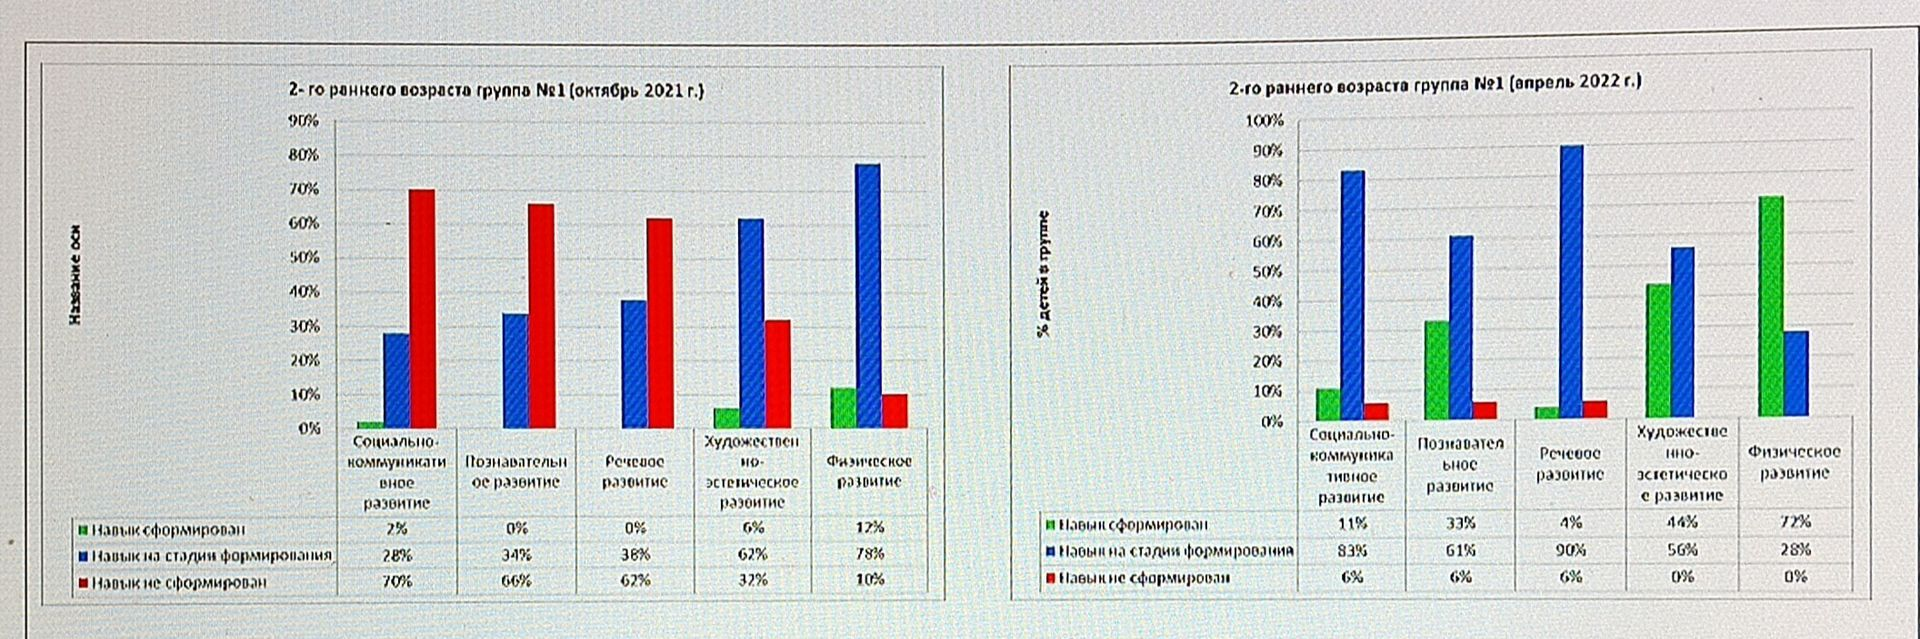 2- го раннего возраста группа №1 (октябрь 2021 г.)
Название оси
90%
80%
70%
60%
50%
40%
30%
20%
10%
0%
Социально-
коммуникати
вное
развитие
Познавательн
ое развитие
Речевое
развитие
Художествен
но-
эстетическое
развитие
Физическое
развитие
Навык сформирован 2% 0% 0% 6% 12%
Навык на стадии формирования 28% 34% 38% 62% 78%
Навык не сформирован 70% 66% 62% 32% 10%
2-го раннего возраста группа №1 (апрель 2022 г.)
% детей в группе
100%
90%
80%
70%
60%
50%
40%
30%
20%
10%
0%
Социально-
коммуника
тивное
развитие
Познавател
ьное
развитие
Речевое
развитие
Художестве
нно-
эстетическо
е развитие
Физическое
развитие
Навык сформирован 11% 33% 4% 44% 72%
Навык на стадии формирования 83% 61% 90% 56% 28%
Навык не сформирован 6% 6% 6% 0% 0%